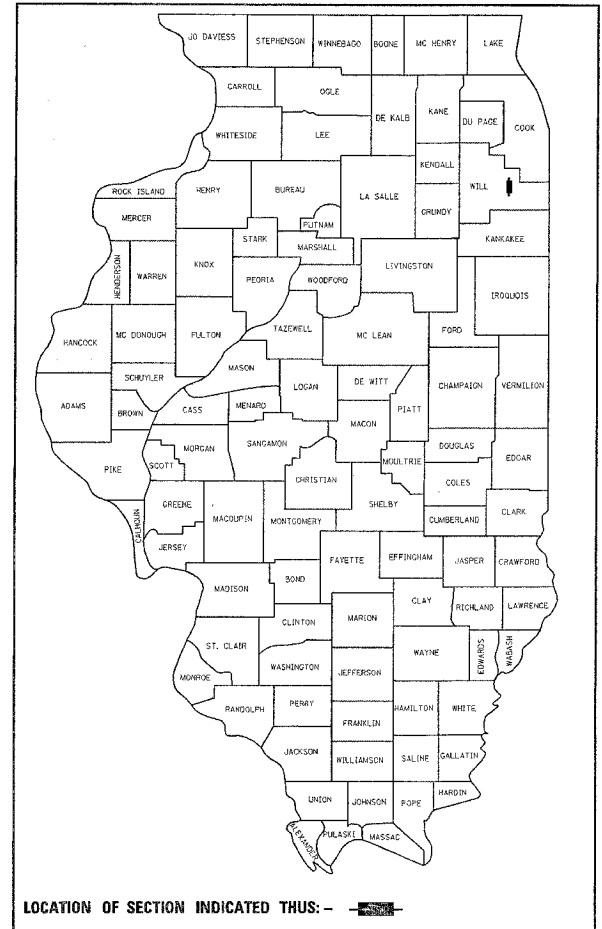 JO DAVIESS STEPHENSON WINNEBAGO BOONE MC HENRY LAKE
CARROLL OGLE DE KALB KANE DU PAGE COOK
WHITESIDE LEE KENDALL WILL
ROCK ISLAND HENRY BUREAU LA SALLE GRUNDY
MERCER PUTNAM KANKAKEE
STARK MARSHALL
HENDERSON WARREN KNOX PEORIA WOODFORD LIVINGSTON IROQUOIS
HANCOCK MC DONOUGH FULTON TAZEWELL MC LEAN FORD
SCHUYLER MASON LOGAN DE WITT CHAMPAIGN VERMILION
ADAMS BROWN CASS MENARD MACON PIATT
PIKE SCOTT MORGAN SANGAMON CHRISTIAN MOULTRIE DOUGLAS EDGAR
COLES
CALHOUN GREENE MACOUPIN MONTGOMERY SHELBY CUMBERLAND CLARK
JERSEY
FAYETTE EFFINGHAM JASPER CRAWFORD
MADISON BOND CLAY RICHLAND LAWRENCE
CLINTON MARION
ST. CLAIR WAYNE EDWARDS WABASH
MONROE WASHINGTON JEFFERSON
RANDOLPH PERRY HAMILTON WHITE
FRANKLIN
JACKSON WILLIAMSON SALINE GALLATIN
UNION JOHNSON POPE HARDIN
ALEXANDER PULASKI MASSAC
LOCATION OF SECTION INDICATED THUS: -